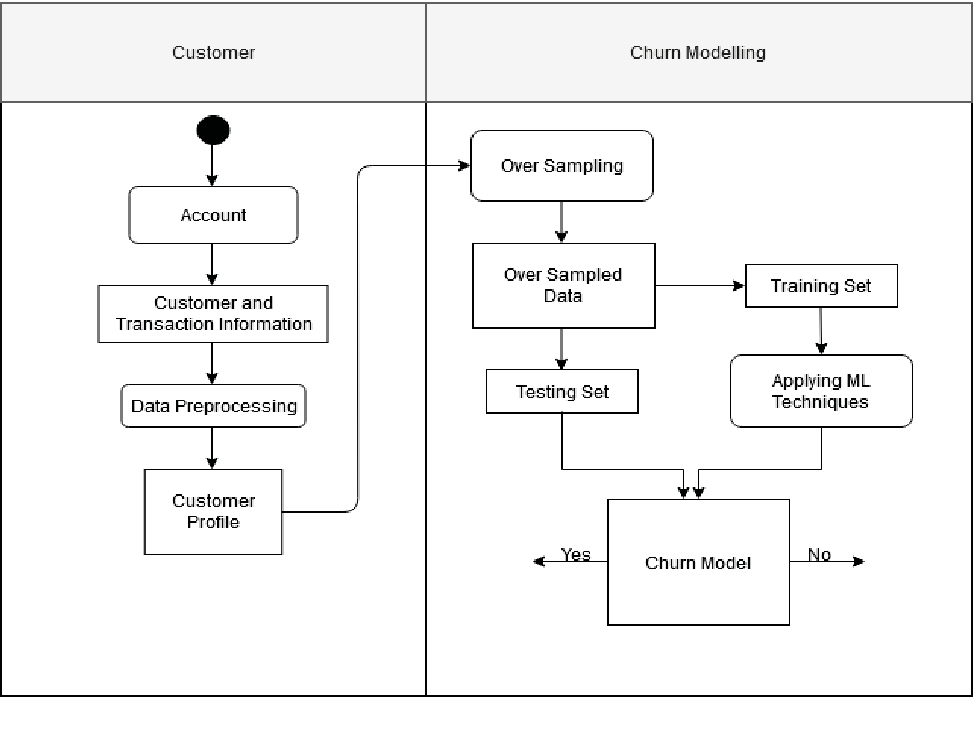 Customer
Churn Modelling
Account
Customer and
Transaction Information
Data Preprocessing
Customer
Profile
Over Sampling
Over Sampled
Data
Training Set
Testing Set
Applying ML
Techniques
Yes
Churn Model
No